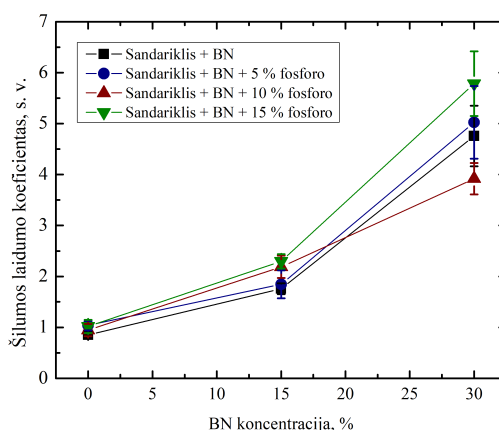 7
6
5
4
3
2
1
0
Šilumos laidumo koeficientas, s. v.
Sandariklis + BN
Sandariklis + BN + 5 % fosforo
Sandariklis + BN + 10 % fosforo
Sandariklis + BN + 15 % fosforo
0 5 10 15 20 25 30
BN koncentracija, %